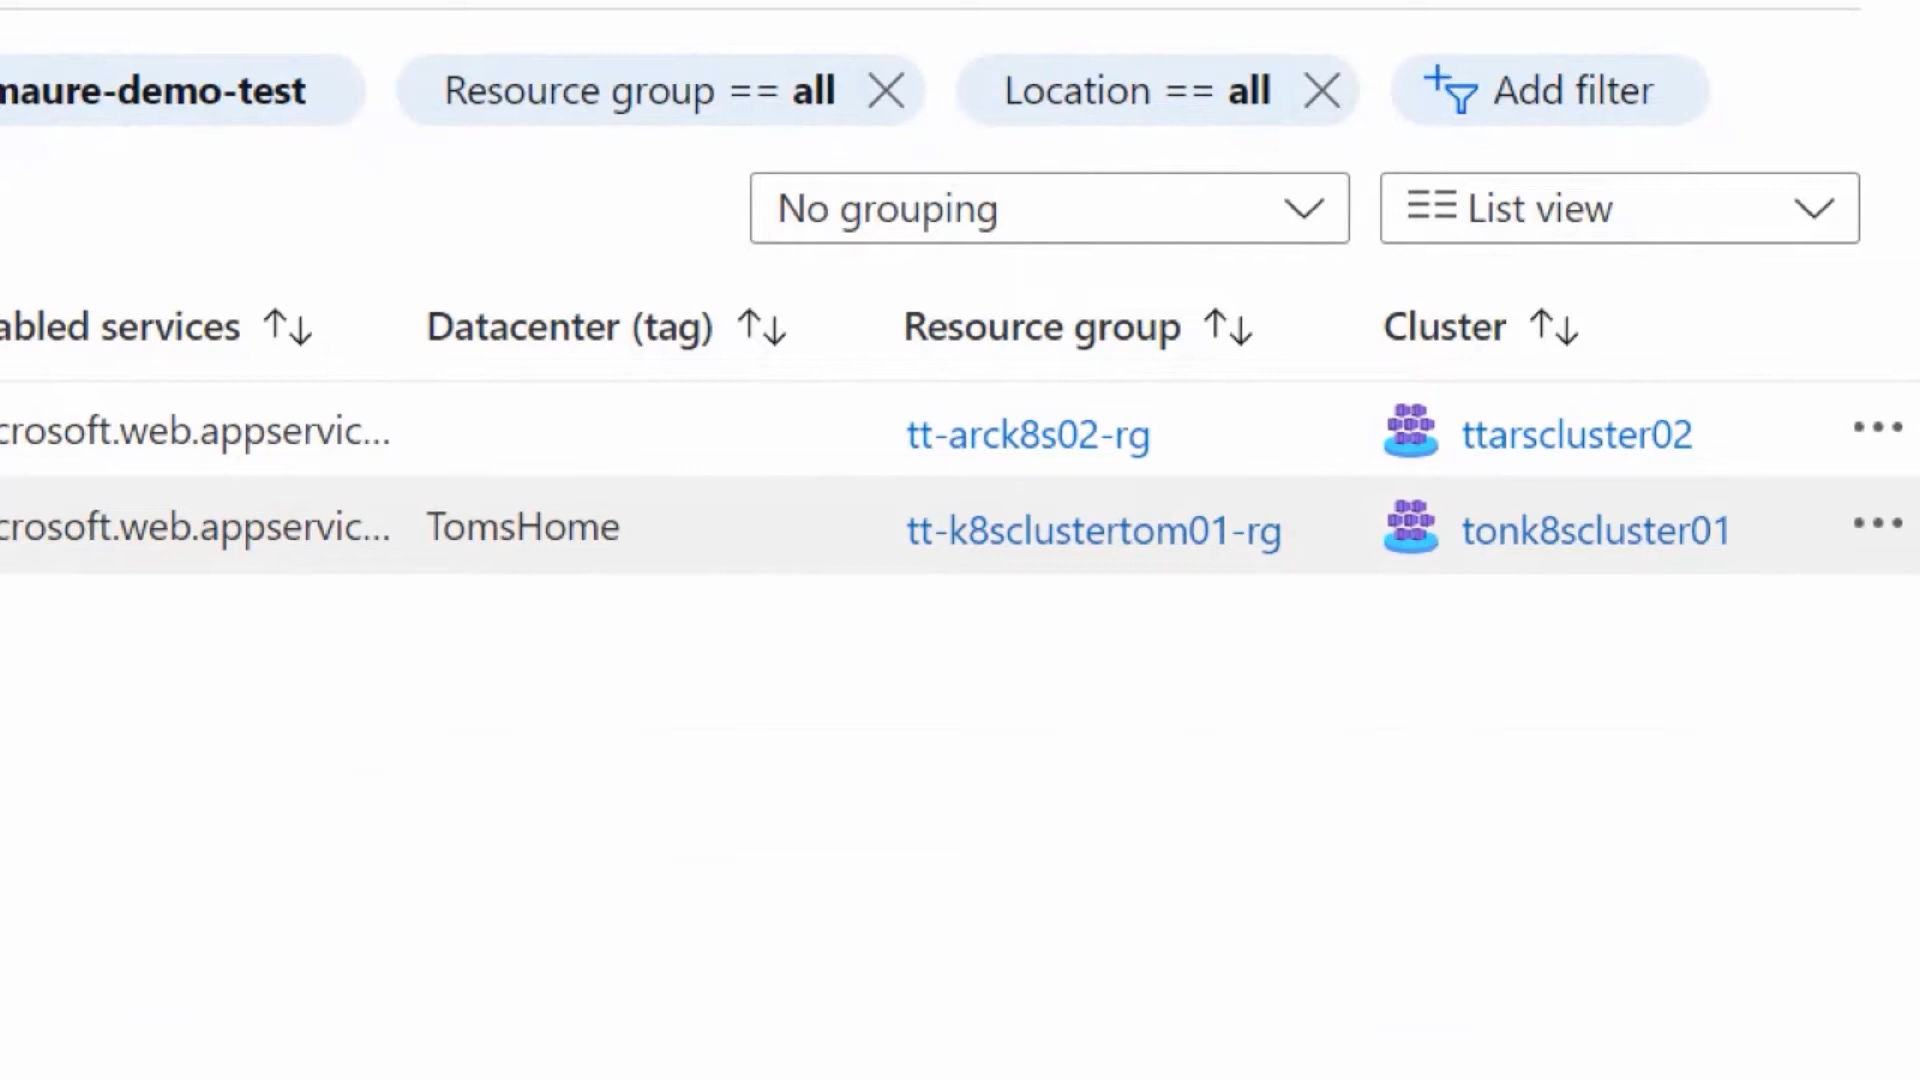 maure-demo-test Resource group == all Location == all Add filter
No grouping List view
abled services Datacenter (tag) Resource group Cluster
crosoft.web.appservic... tt-arck8s02-rg ttarscluster02
crosoft.web.appservic... TomsHome tt-k8sclustertom01-rg tonk8scluster01